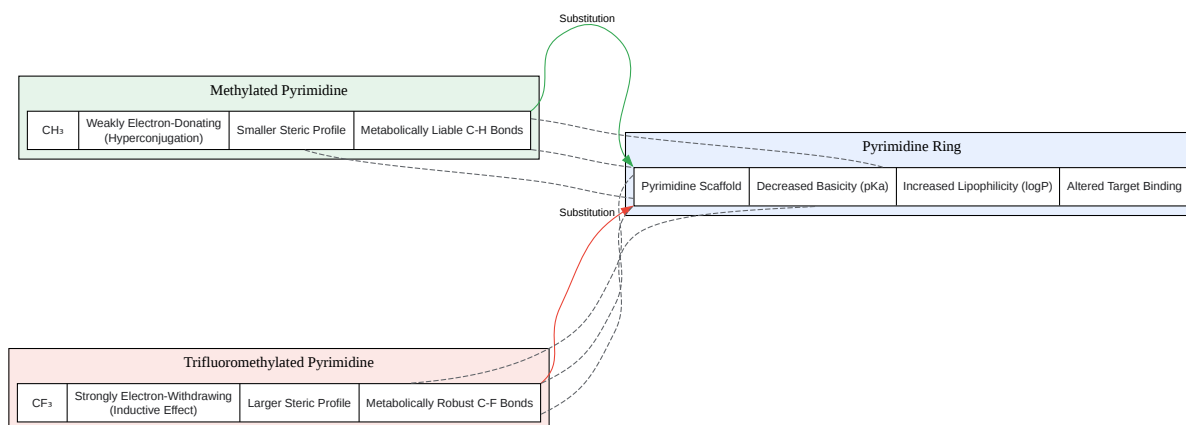 Substitution
Methylated Pyrimidine
CH₃
Weakly Electron-Donating
(Hyperconjugation)
Smaller Steric Profile
Metabolically Liable C-H Bonds
Pyrimidine Ring
Pyrimidine Scaffold
Decreased Basicity (pKa)
Increased Lipophilicity (logP)
Altered Target Binding
Substitution
Trifluoromethylated Pyrimidine
CF₃
Strongly Electron-Withdrawing
(Inductive Effect)
Larger Steric Profile
Metabolically Robust C-F Bonds